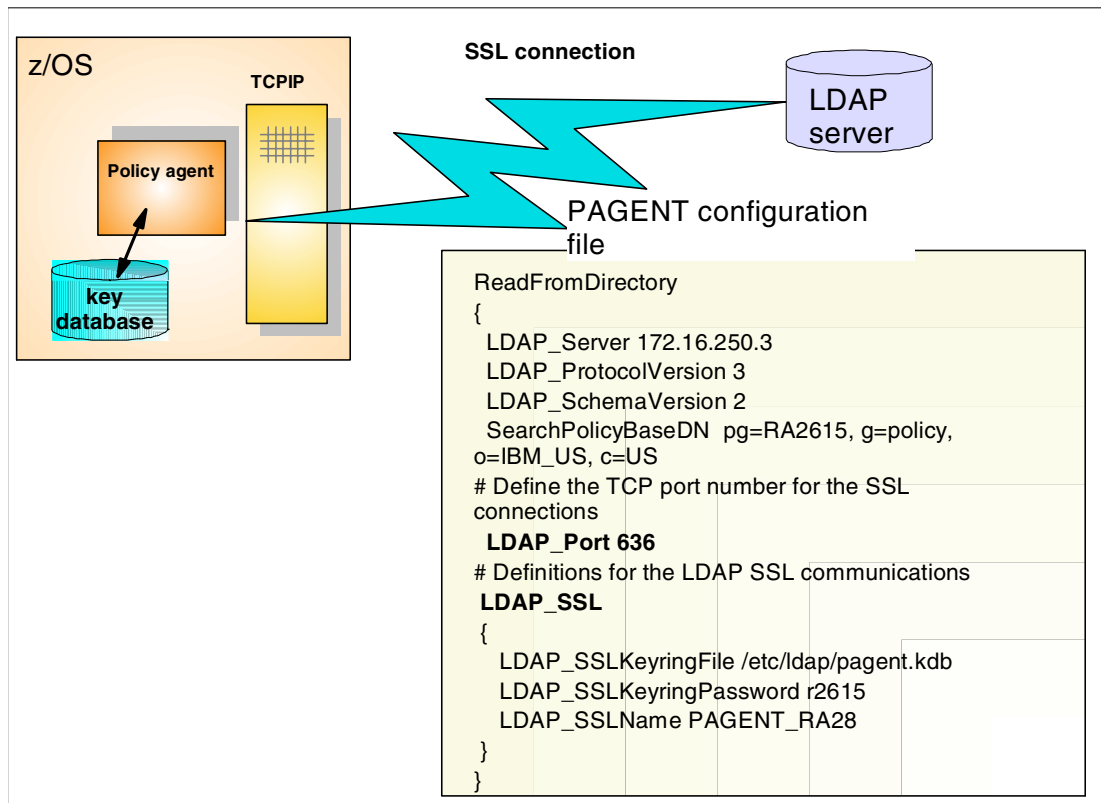 z/OS
SSL connection
TCPIP
LDAP
server
Policy agent
key
database
PAGENT configuration
file
ReadFromDirectory
{
LDAP_Server 172.16.250.3
LDAP_ProtocolVersion 3
LDAP_SchemaVersion 2
SearchPolicyBaseDN  pg=RA2615, g=policy,
o=IBM_US, c=US
# Define the TCP port number for the SSL
connections
LDAP_Port 636
# Definitions for the LDAP SSL communications
LDAP_SSL
{
LDAP_SSLKeyringFile /etc/ldap/pagent.kdb
LDAP_SSLKeyringPassword r2615
LDAP_SSLName PAGENT_RA28
}
}